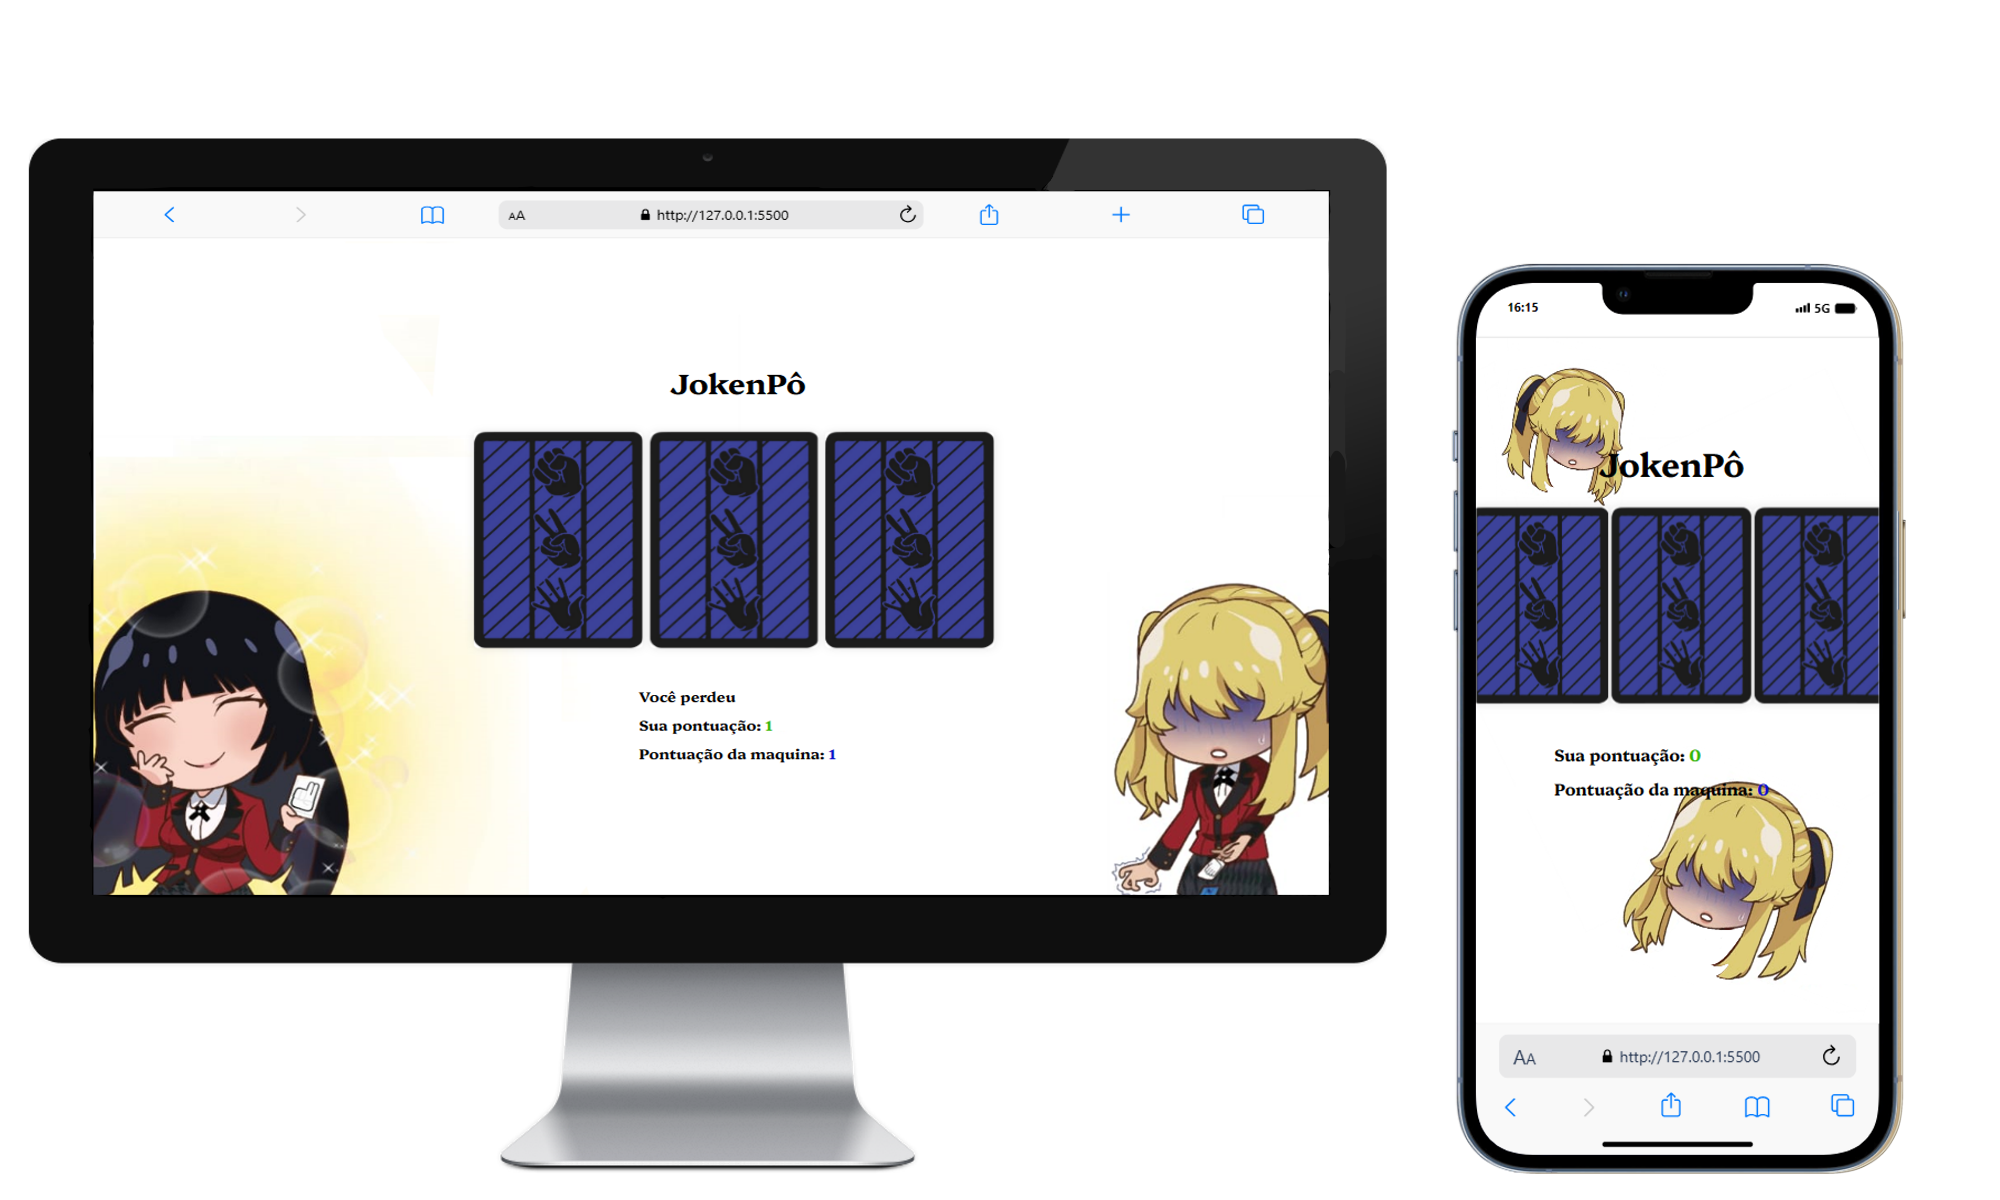 AA http://127.0.0.1:5500
JokenPô
Você perdeu
Sua pontuação: 1
Pontuação da maquina: 1
16:15 5G
JokenPô
Sua pontuação: 0
Pontuação da maquina: 0
AA http://127.0.0.1:5500